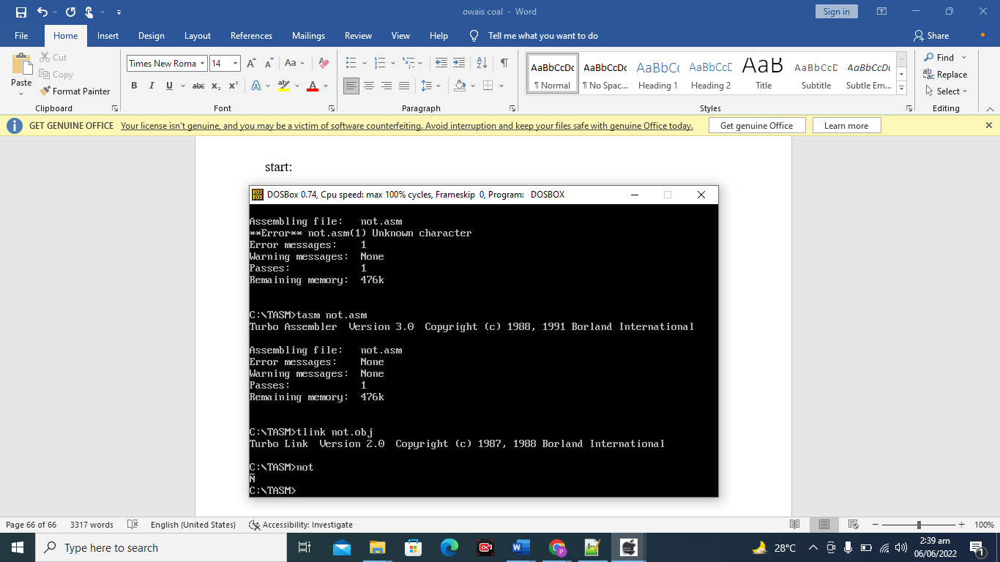 owais coal - Word
Sign in
File Home Insert Design Layout References Mailings Review View Help Tell me what you want to do Share
Paste
Cut
Copy
Format Painter
Clipboard
Times New Roma 14 Aa
B I U abc x₂ x² A ab A
Font
Paragraph
AaBbCcDc AaBbCcDc AaBbCc AaBbCcE AaB AaBbCcD AaBbCcDc
¶ Normal ¶ No Spac... Heading 1 Heading 2 Title Subtitle Subtle Em...
Styles
Find
Replace
Select
Editing
GET GENUINE OFFICE Your license isn't genuine, and you may be a victim of software counterfeiting. Avoid interruption and keep your files safe with genuine Office today. Get genuine Office Learn more
start:
DOSBox 0.74, Cpu speed: max 100% cycles, Frameskip 0, Program: DOSBOX
Assembling file: not.asm
**Error** not.asm(1) Unknown character
Error messages: 1
Warning messages: None
Passes: 1
Remaining memory: 476k
C:\TASM>tasm not.asm
Turbo Assembler Version 3.0 Copyright (c) 1988, 1991 Borland International
Assembling file: not.asm
Error messages: None
Warning messages: None
Passes: 1
Remaining memory: 476k
C:\TASM>tlink not.obj
Turbo Link Version 2.0 Copyright (c) 1987, 1988 Borland International
C:\TASM>not
Ñ
C:\TASM>
Page 66 of 66 3317 words English (United States) Accessibility: Investigate 100%
Type here to search
28°C
2:39 am
06/06/2022
1